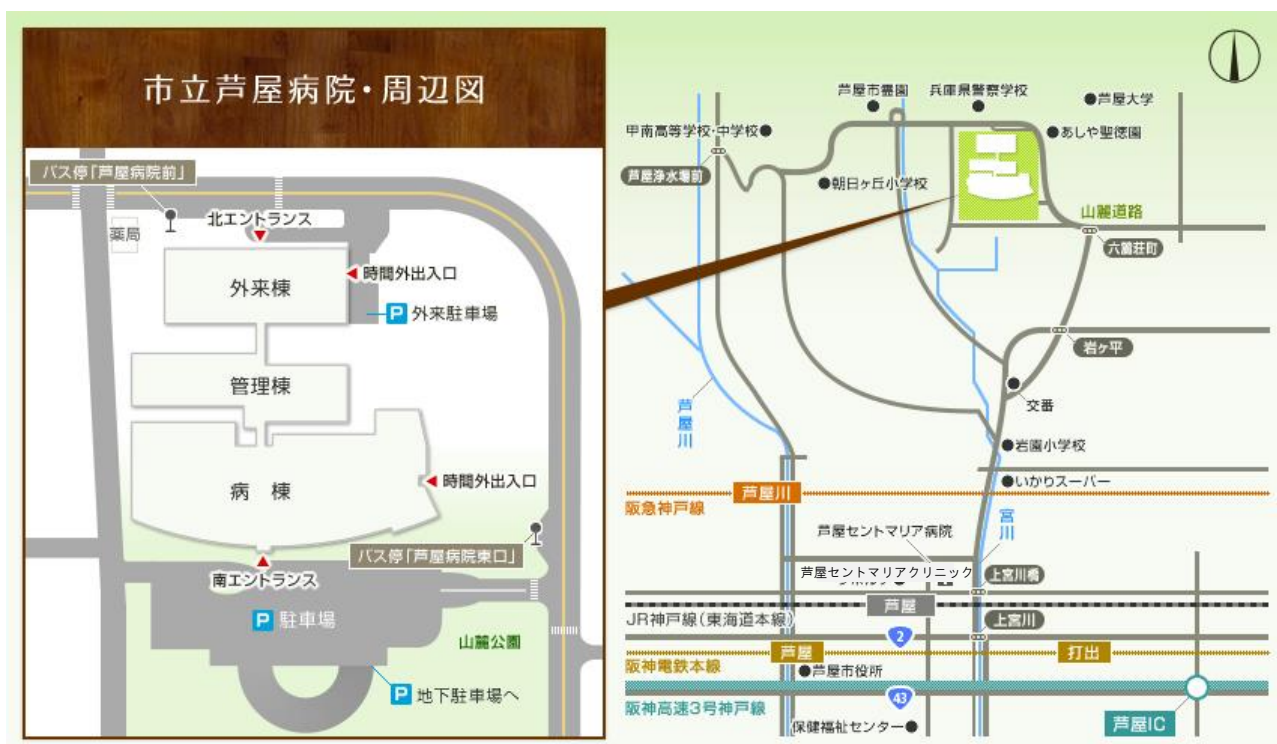 市立芦屋病院・周辺図
バス停「芦屋病院前」
薬局
北エントランス
時間外出入口
外来棟
P 外来駐車場
管理棟
病 棟
時間外出入口
バス停「芦屋病院東口」
南エントランス
P 駐車場
山麓公園
P 地下駐車場へ
芦屋市霊園
兵庫県警察学校
芦屋大学
甲南高等学校・中学校
あしや聖徳園
芦屋浄水場前
朝日ヶ丘小学校
山麓道路
六麓荘町
岩ヶ平
交番
芦屋川
岩園小学校
いかりスーパー
芦屋川
阪急神戸線
宮川
芦屋セントマリア病院
芦屋セントマリアクリニック
上宮川橋
芦屋
JR神戸線(東海道本線)
上宮川
2
芦屋
打出
阪神電鉄本線
芦屋市役所
43
阪神高速3号神戸線
保健福祉センター
芦屋IC